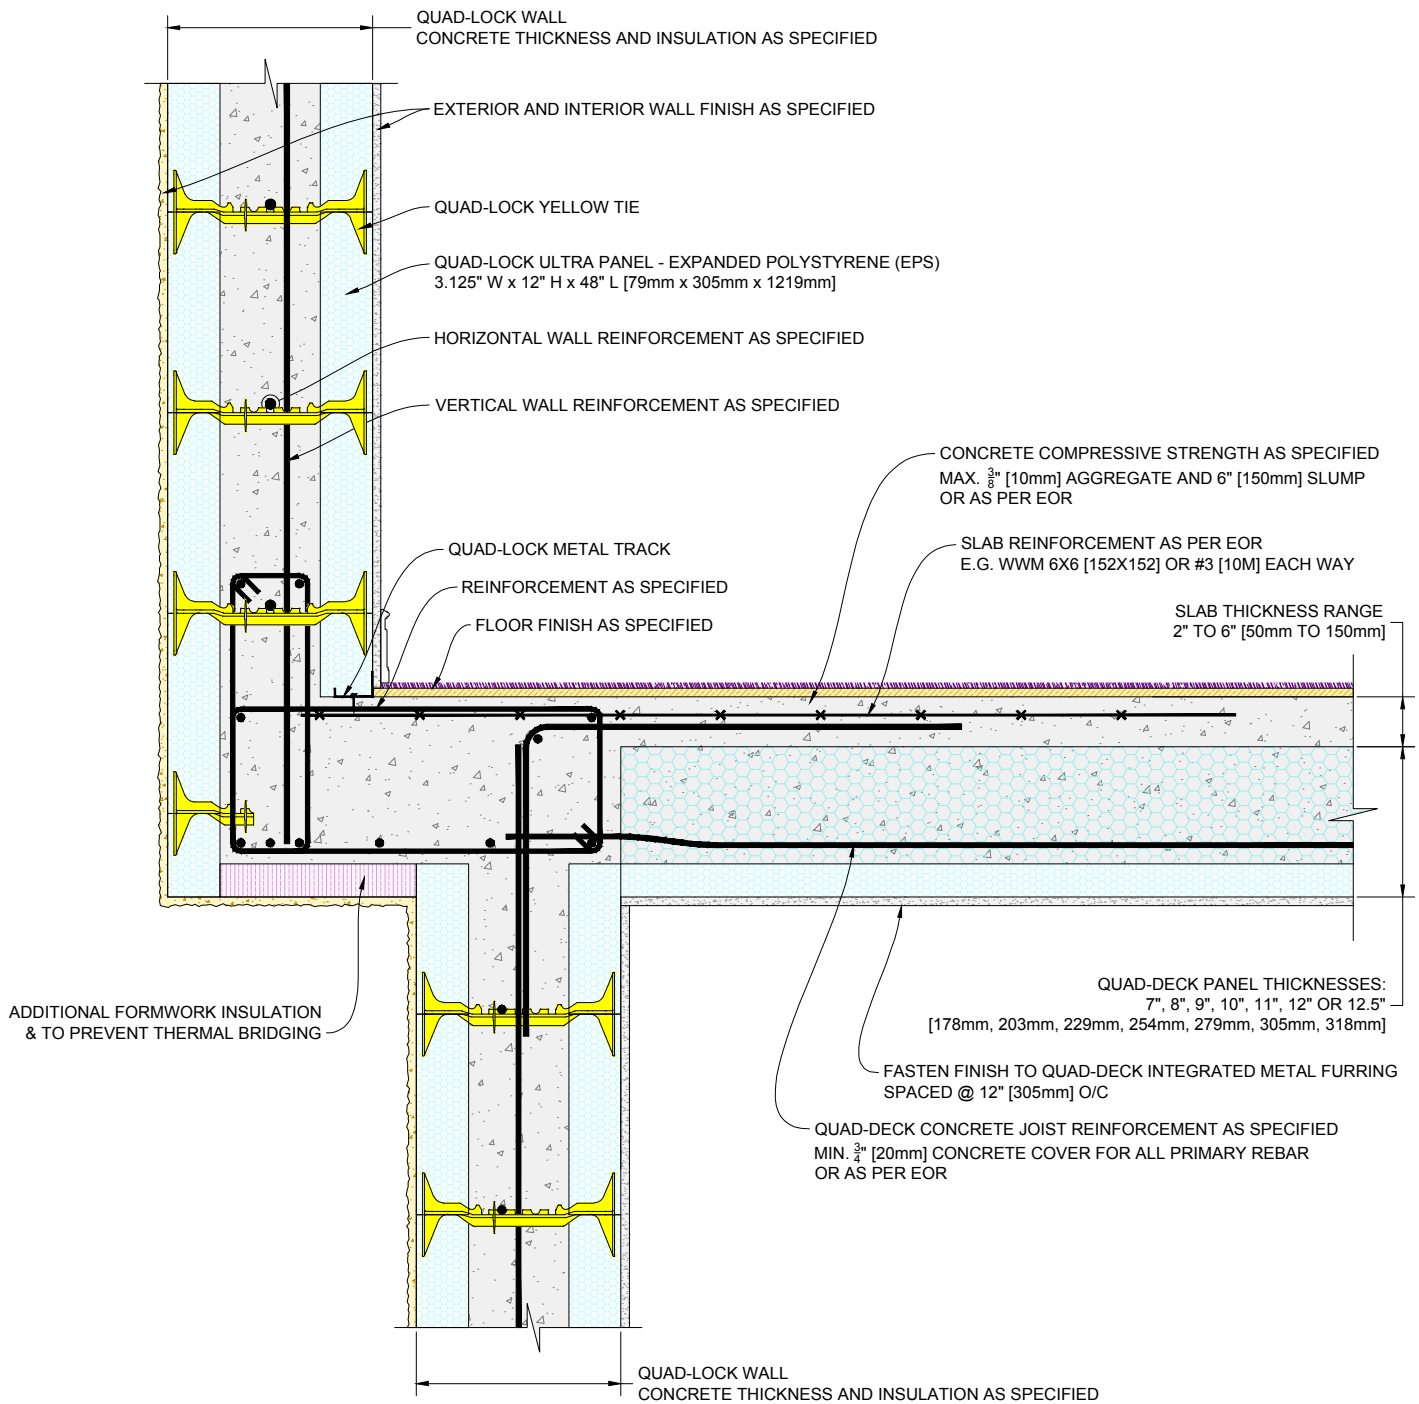 QUAD-LOCK WALL
CONCRETE THICKNESS AND INSULATION AS SPECIFIED
EXTERIOR AND INTERIOR WALL FINISH AS SPECIFIED
QUAD-LOCK YELLOW TIE
QUAD-LOCK ULTRA PANEL - EXPANDED POLYSTYRENE (EPS)
3.125" W x 12" H x 48" L [79mm x 305mm x 1219mm]
HORIZONTAL WALL REINFORCEMENT AS SPECIFIED
VERTICAL WALL REINFORCEMENT AS SPECIFIED
CONCRETE COMPRESSIVE STRENGTH AS SPECIFIED
MAX. 3/8" [10mm] AGGREGATE AND 6" [150mm] SLUMP
OR AS PER EOR
QUAD-LOCK METAL TRACK
SLAB REINFORCEMENT AS PER EOR
E.G. WWM 6X6 [152X152] OR #3 [10M] EACH WAY
REINFORCEMENT AS SPECIFIED
FLOOR FINISH AS SPECIFIED
SLAB THICKNESS RANGE
2" TO 6" [50mm TO 150mm]
ADDITIONAL FORMWORK INSULATION
& TO PREVENT THERMAL BRIDGING
QUAD-DECK PANEL THICKNESSES:
7", 8", 9", 10", 11", 12" OR 12.5"
[178mm, 203mm, 229mm, 254mm, 279mm, 305mm, 318mm]
FASTEN FINISH TO QUAD-DECK INTEGRATED METAL FURRING
SPACED @ 12" [305mm] O/C
QUAD-DECK CONCRETE JOIST REINFORCEMENT AS SPECIFIED
MIN. 3/4" [20mm] CONCRETE COVER FOR ALL PRIMARY REBAR
OR AS PER EOR
QUAD-LOCK WALL
CONCRETE THICKNESS AND INSULATION AS SPECIFIED